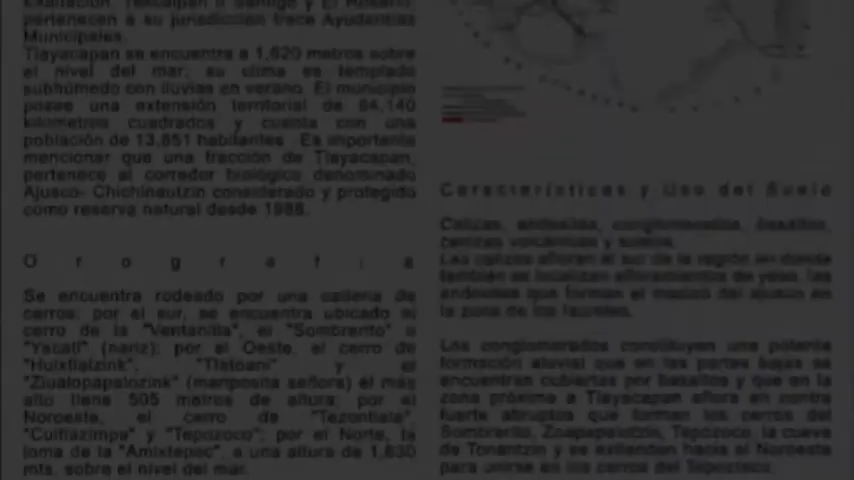 pertenecen a su jurisdicción trece Ayudantías
Municipales.
Tlayacapan se encuentra a 1,620 metros sobre
el nivel del mar; su clima es templado
subhúmedo con lluvias en verano. El municipio
posee una extensión territorial de 84,140
kilómetros cuadrados y cuenta con una
población de 13,851 habitantes . Es importante
mencionar que una fracción de Tlayacapan,
pertenece al corredor biológico denominado
Ajusco- Chichinautzin considerado y protegido
como reserva natural desde 1988.
O r o g r a f í a
Se encuentra rodeado por una cadena de
cerros; por el sur, se encuentra ubicado el
cerro de la "Ventanilla", el "Sombrerito" o
"Yacatl" (nariz); por el Oeste, el cerro de
"Huixtlalzink", "Tlatoani" y el
"Ziualopapalozink" (mariposita señora) el más
alto tiene 505 metros de altura; por el
Noroeste, el cerro de "Tezontlala",
"Cuitlazimpa" y "Tepozoco"; por el Norte, la
loma de la "Amixtepec", a una altura de 1,630
mts. sobre el nivel del mar.
Características y Uso del Suelo
Calizas, andesitas, conglomerados, basaltos,
cenizas volcánicas y suelos.
Las calizas afloran al sur de la región en donde
también se localizan afloramientos de yeso, las
andesitas que forman el macizo del ajusco en
la zona de los laureles.
Los conglomerados constituyen una potente
formación aluvial que en las partes bajas se
encuentran cubiertas por basaltos y que en la
zona próxima a Tlayacapan aflora en contra
fuerte abruptos que forman los cerros del
Sombrerito, Zoapapalotzin, Tepozoco, la cueva
de Tonantzin y se extienden hacia el Noroeste
para unirse en los cerros del Tepozteco.